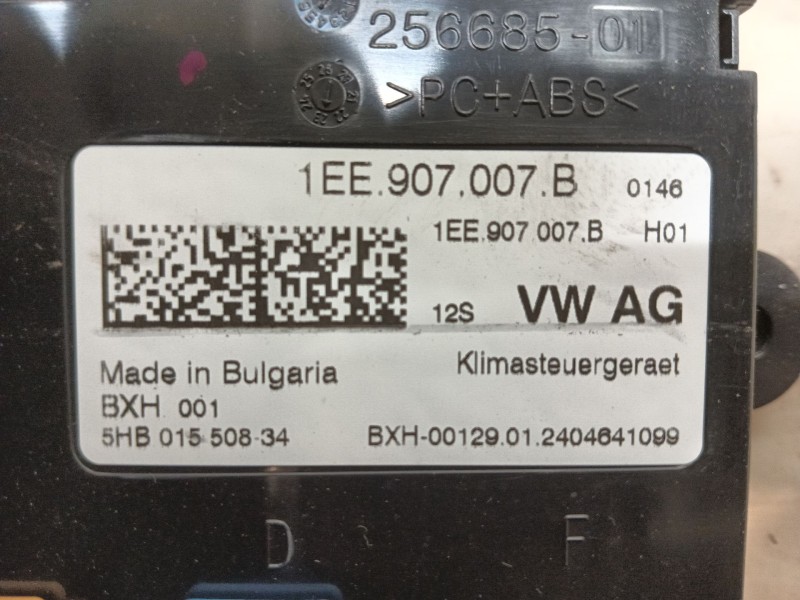 256685-01
>PC+ABS<
1EE.907.007.B 0146
1EE.907 007.B H01
12S VW AG
Made in Bulgaria
Klimasteuergeraet
BXH 001
5HB 015 508-34
BXH-00129.01.2404641099
D F